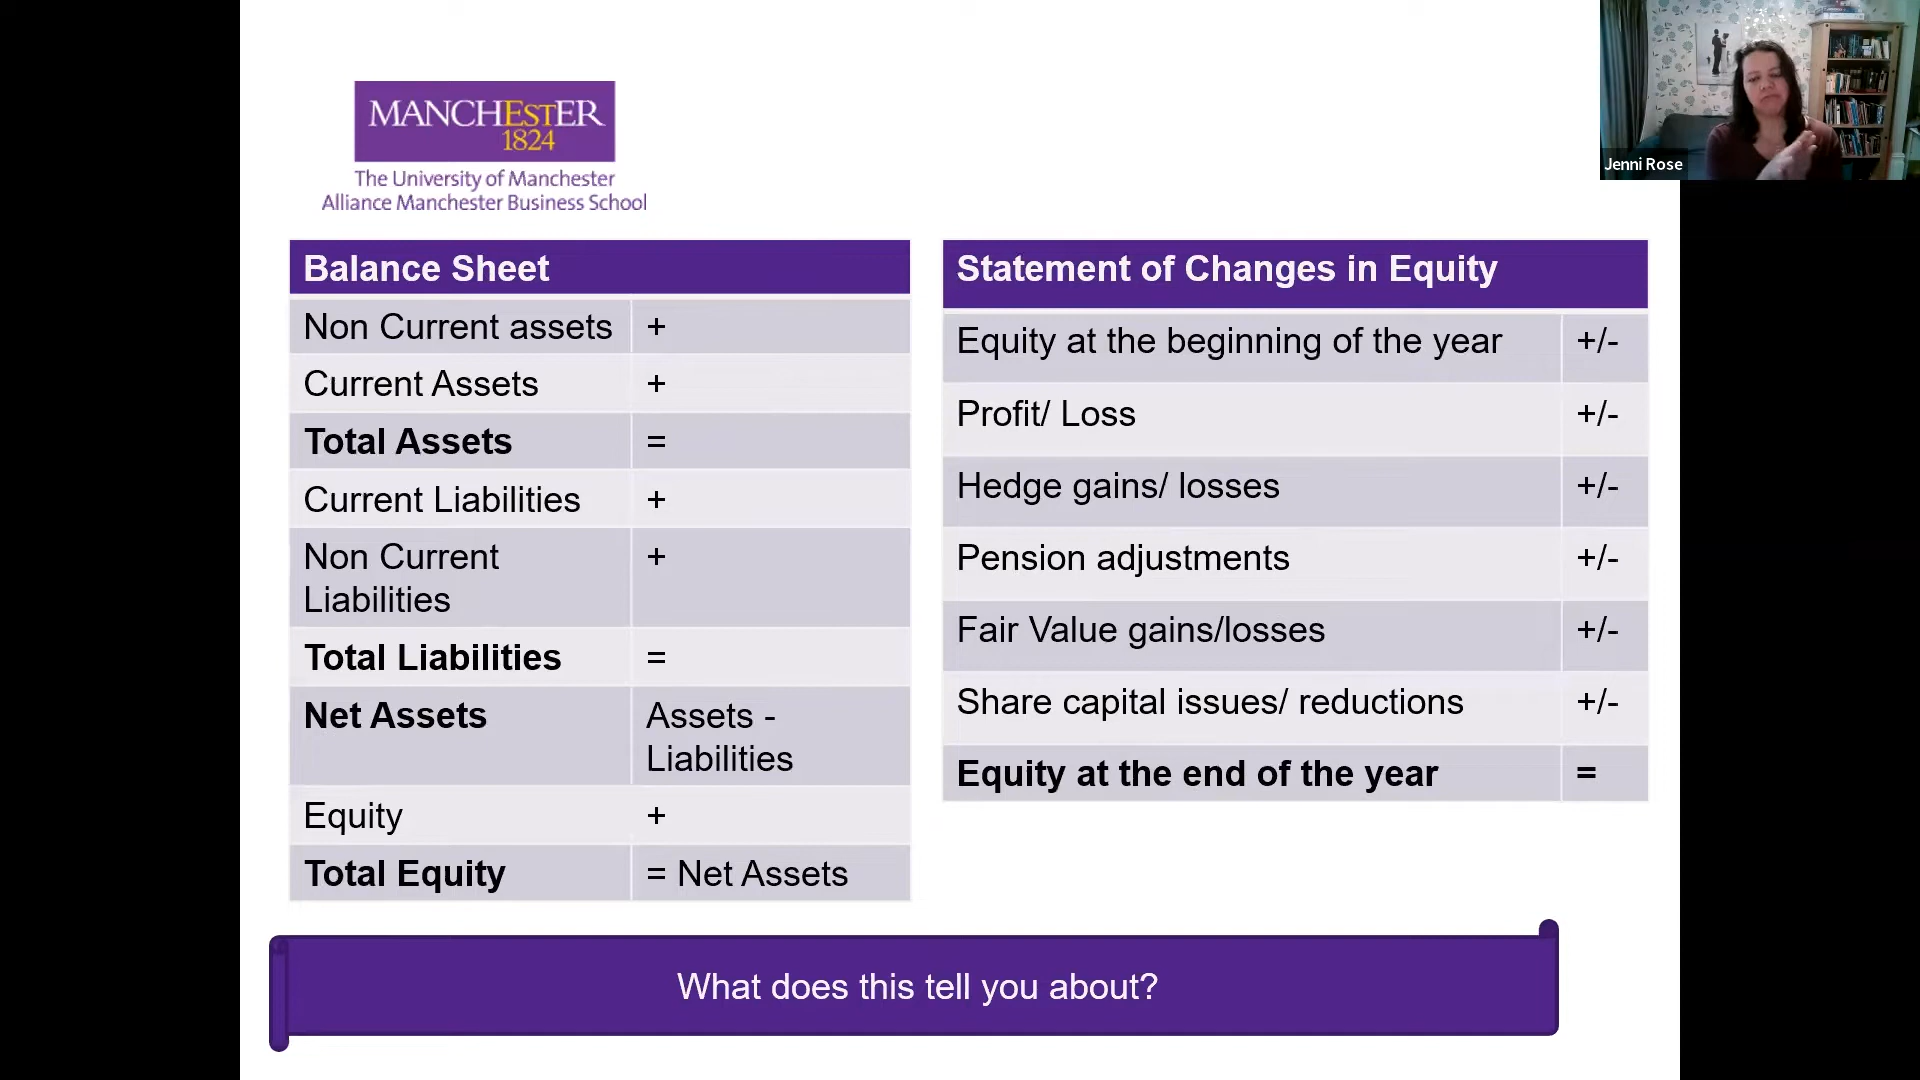 MANCHESTER
1824
The University of Manchester
Alliance Manchester Business School
Jenni Rose
Balance Sheet
Non Current assets +
Current Assets +
Total Assets =
Current Liabilities +
Non Current +
Liabilities
Total Liabilities =
Net Assets Assets -
Liabilities
Equity +
Total Equity = Net Assets
Statement of Changes in Equity
Equity at the beginning of the year +/-
Profit/ Loss +/-
Hedge gains/ losses +/-
Pension adjustments +/-
Fair Value gains/losses +/-
Share capital issues/ reductions +/-
Equity at the end of the year =
What does this tell you about?